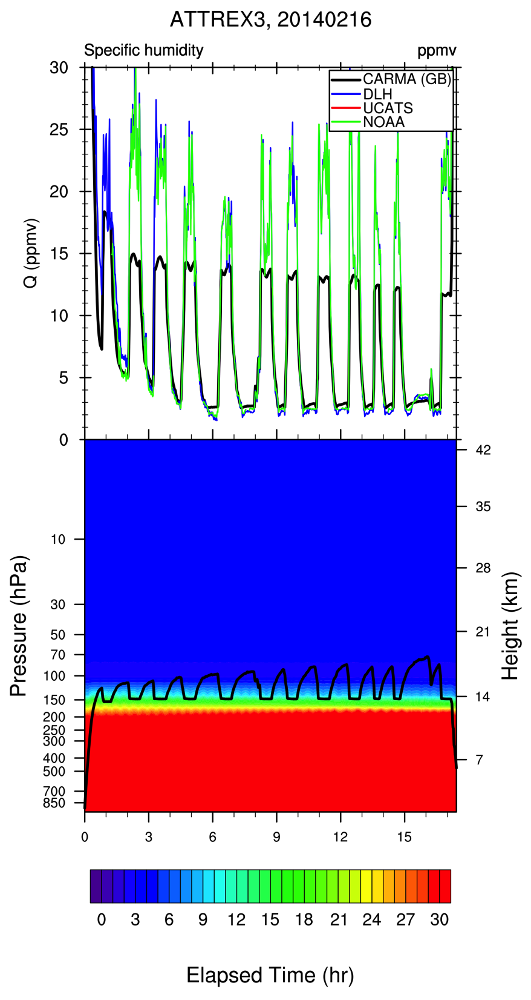 ATTREX3, 20140216
Specific humidity ppmv
30
25
20
15
10
5
0
Q (ppmv)
CARMA (GB)
DLH
UCATS
NOAA
10
30
50
70
100
150
200
250
300
400
500
700
850
Pressure (hPa)
42
35
28
21
14
7
Height (km)
0 3 6 9 12 15
0 3 6 9 12 15 18 21 24 27 30
Elapsed Time (hr)